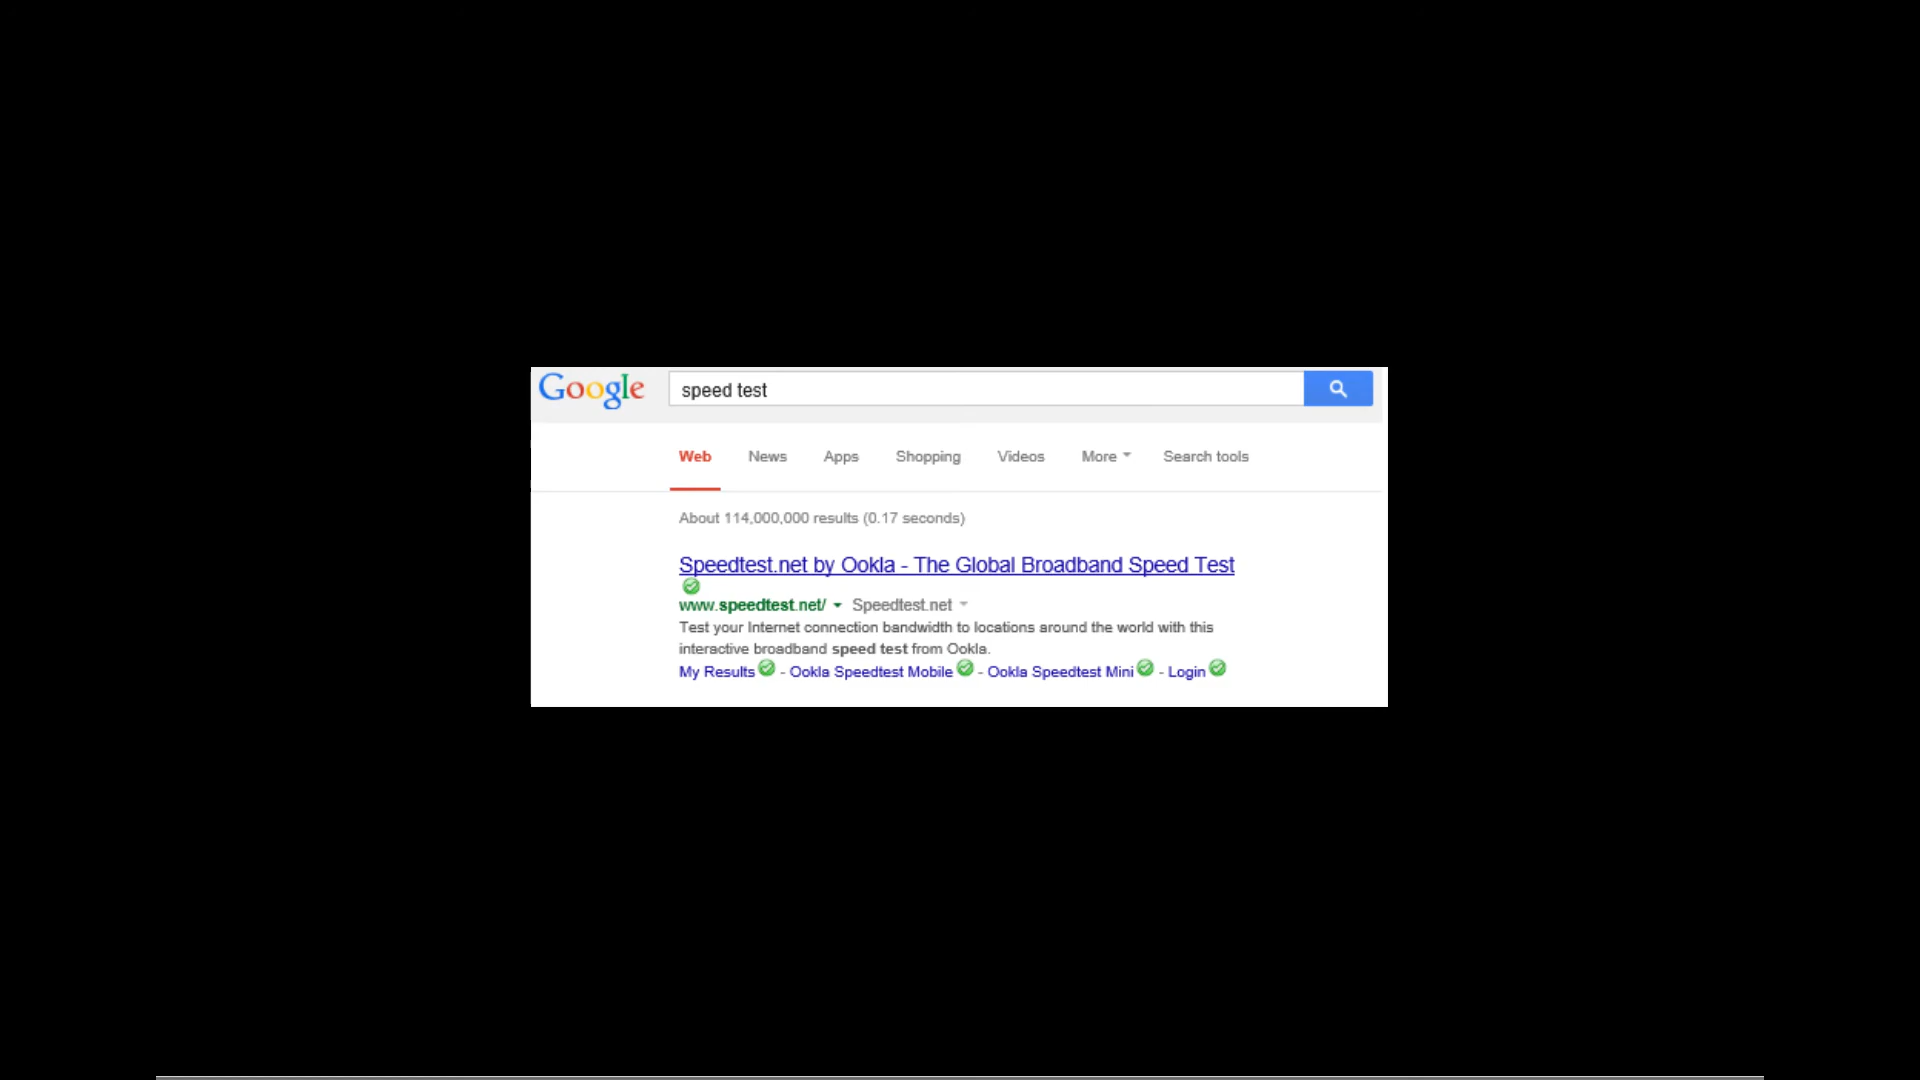 Google speed test
Web News Apps Shopping Videos More Search tools
About 114,000,000 results (0.17 seconds)
Speedtest.net by Ookla - The Global Broadband Speed Test
www.speedtest.net/ Speedtest.net
Test your Internet connection bandwidth to locations around the world with this
interactive broadband speed test from Ookla.
My Results - Ookla Speedtest Mobile - Ookla Speedtest Mini - Login